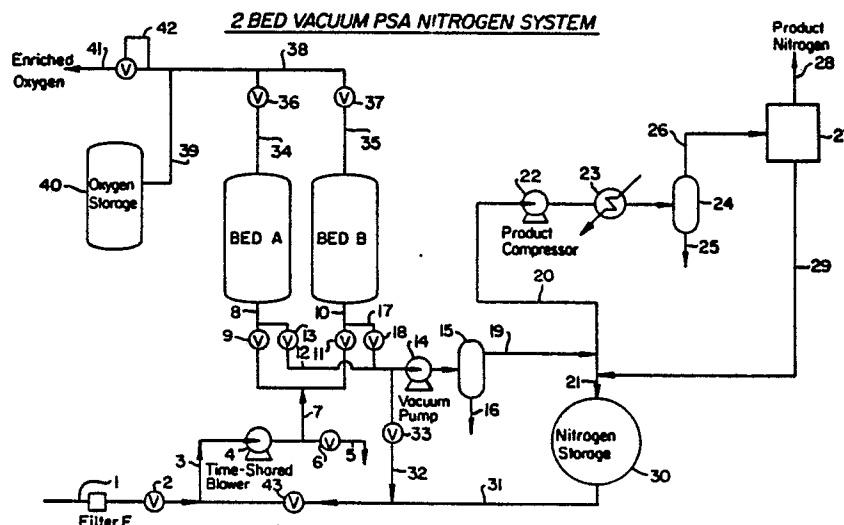 2 BED VACUUM PSA NITROGEN SYSTEM
41
42
38
Product
Nitrogen
28
Enriched
Oxygen
V
V
36
V
37
26
34
35
39
40
Oxygen
Storage
22
23
24
25
BED A
BED B
Product
Compressor
20
29
8
10
17
9
V
V
13
12
11
V
V
18
14
15
19
16
21
Vacuum
Pump
7
V
33
Nitrogen
Storage
30
3
4
V
6
5
Time-Shared
Blower
32
1
V
2
43
V
31
Filter F